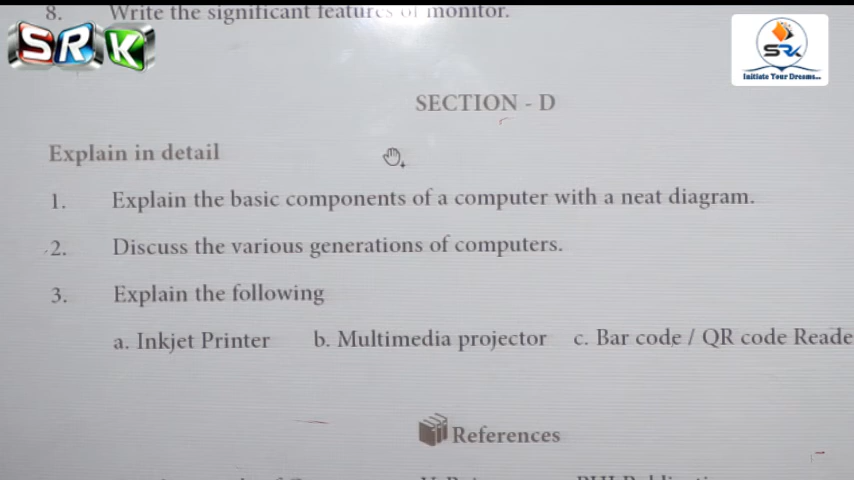 8. Write the significant features of monitor.
SRK
SRK
Initiate Your Dreams...
SECTION - D
Explain in detail
1. Explain the basic components of a computer with a neat diagram.
2. Discuss the various generations of computers.
3. Explain the following
a. Inkjet Printer b. Multimedia projector c. Bar code / QR code Reade
References